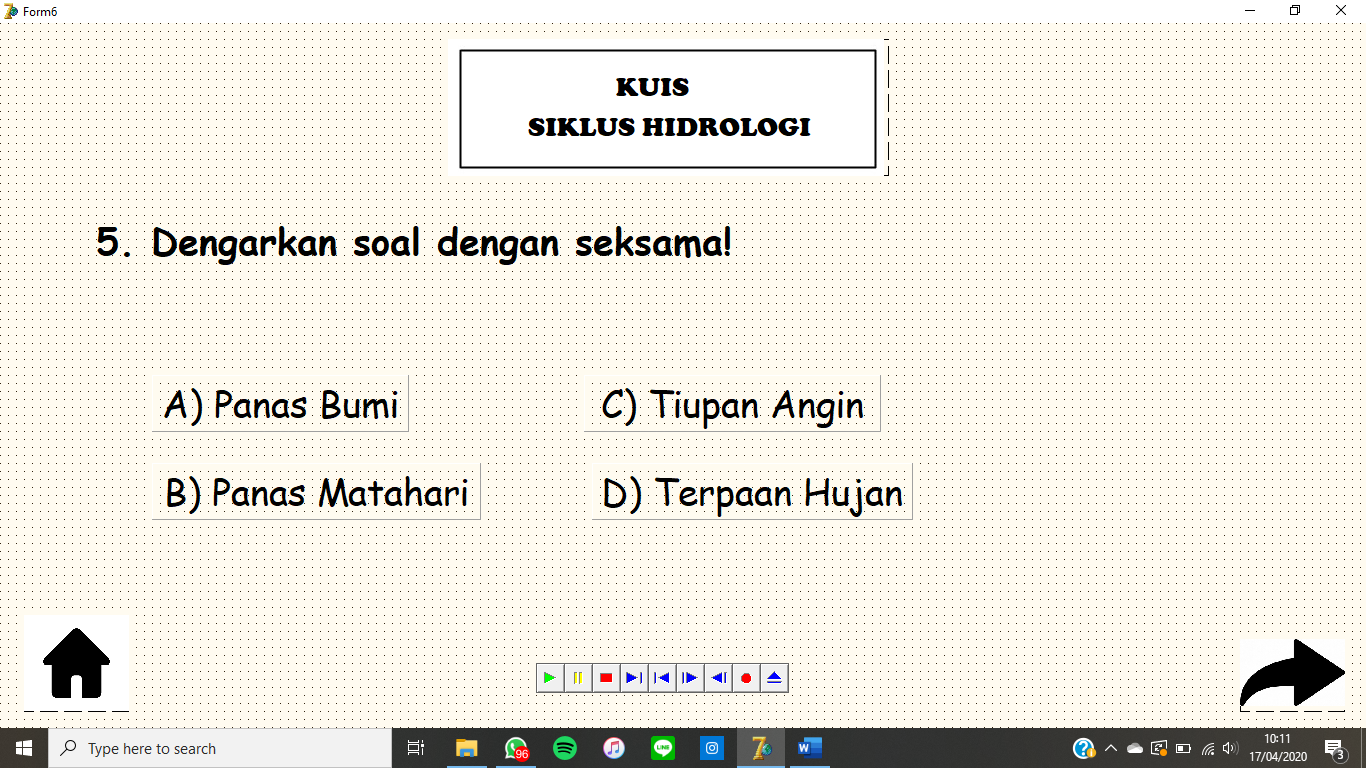 Form6
KUIS
SIKLUS HIDROLOGI
5. Dengarkan soal dengan seksama!
A) Panas Bumi
C) Tiupan Angin
B) Panas Matahari
D) Terpaan Hujan
Type here to search
96
LINE
10:11
17/04/2020
3